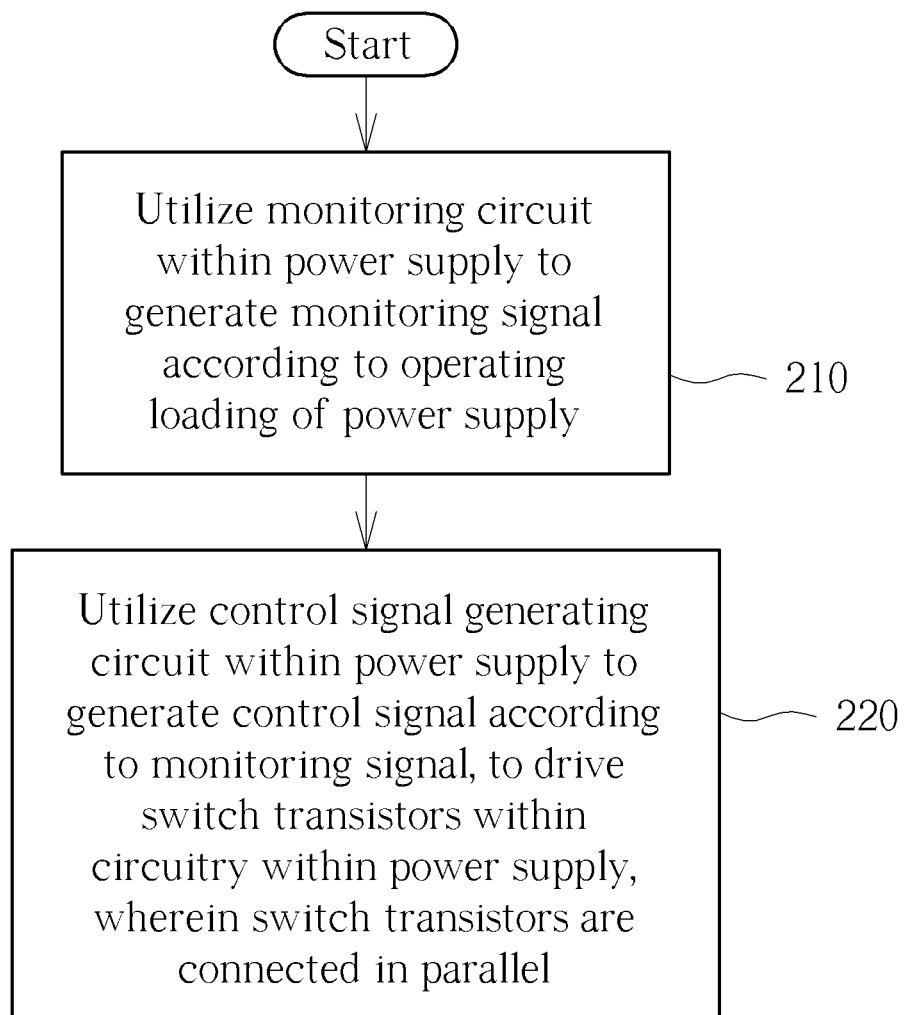 Start
Utilize monitoring circuit
within power supply to
generate monitoring signal
according to operating
loading of power supply
210
Utilize control signal generating
circuit within power supply to
generate control signal according
to monitoring signal, to drive
switch transistors within
circuitry within power supply,
wherein switch transistors are
connected in parallel
220